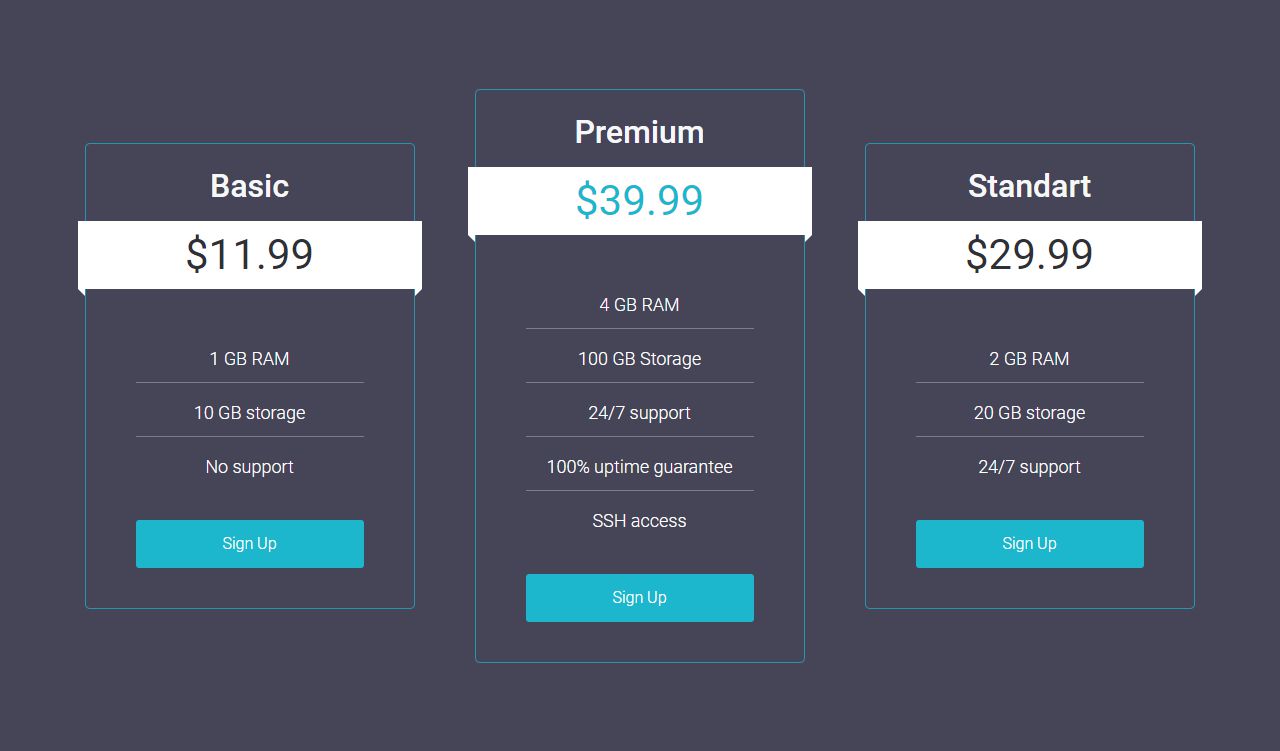 Basic
$11.99
1 GB RAM
10 GB storage
No support
Sign Up
Premium
$39.99
4 GB RAM
100 GB Storage
24/7 support
100% uptime guarantee
SSH access
Sign Up
Standart
$29.99
2 GB RAM
20 GB storage
24/7 support
Sign Up